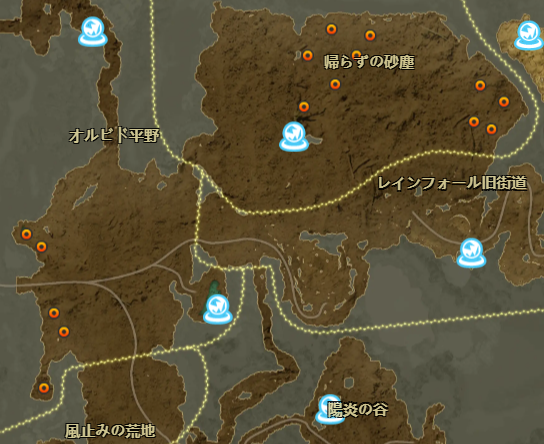 帰らずの砂塵
オルピド平野
レインフォール旧街道
陽炎の谷
風止みの荒地